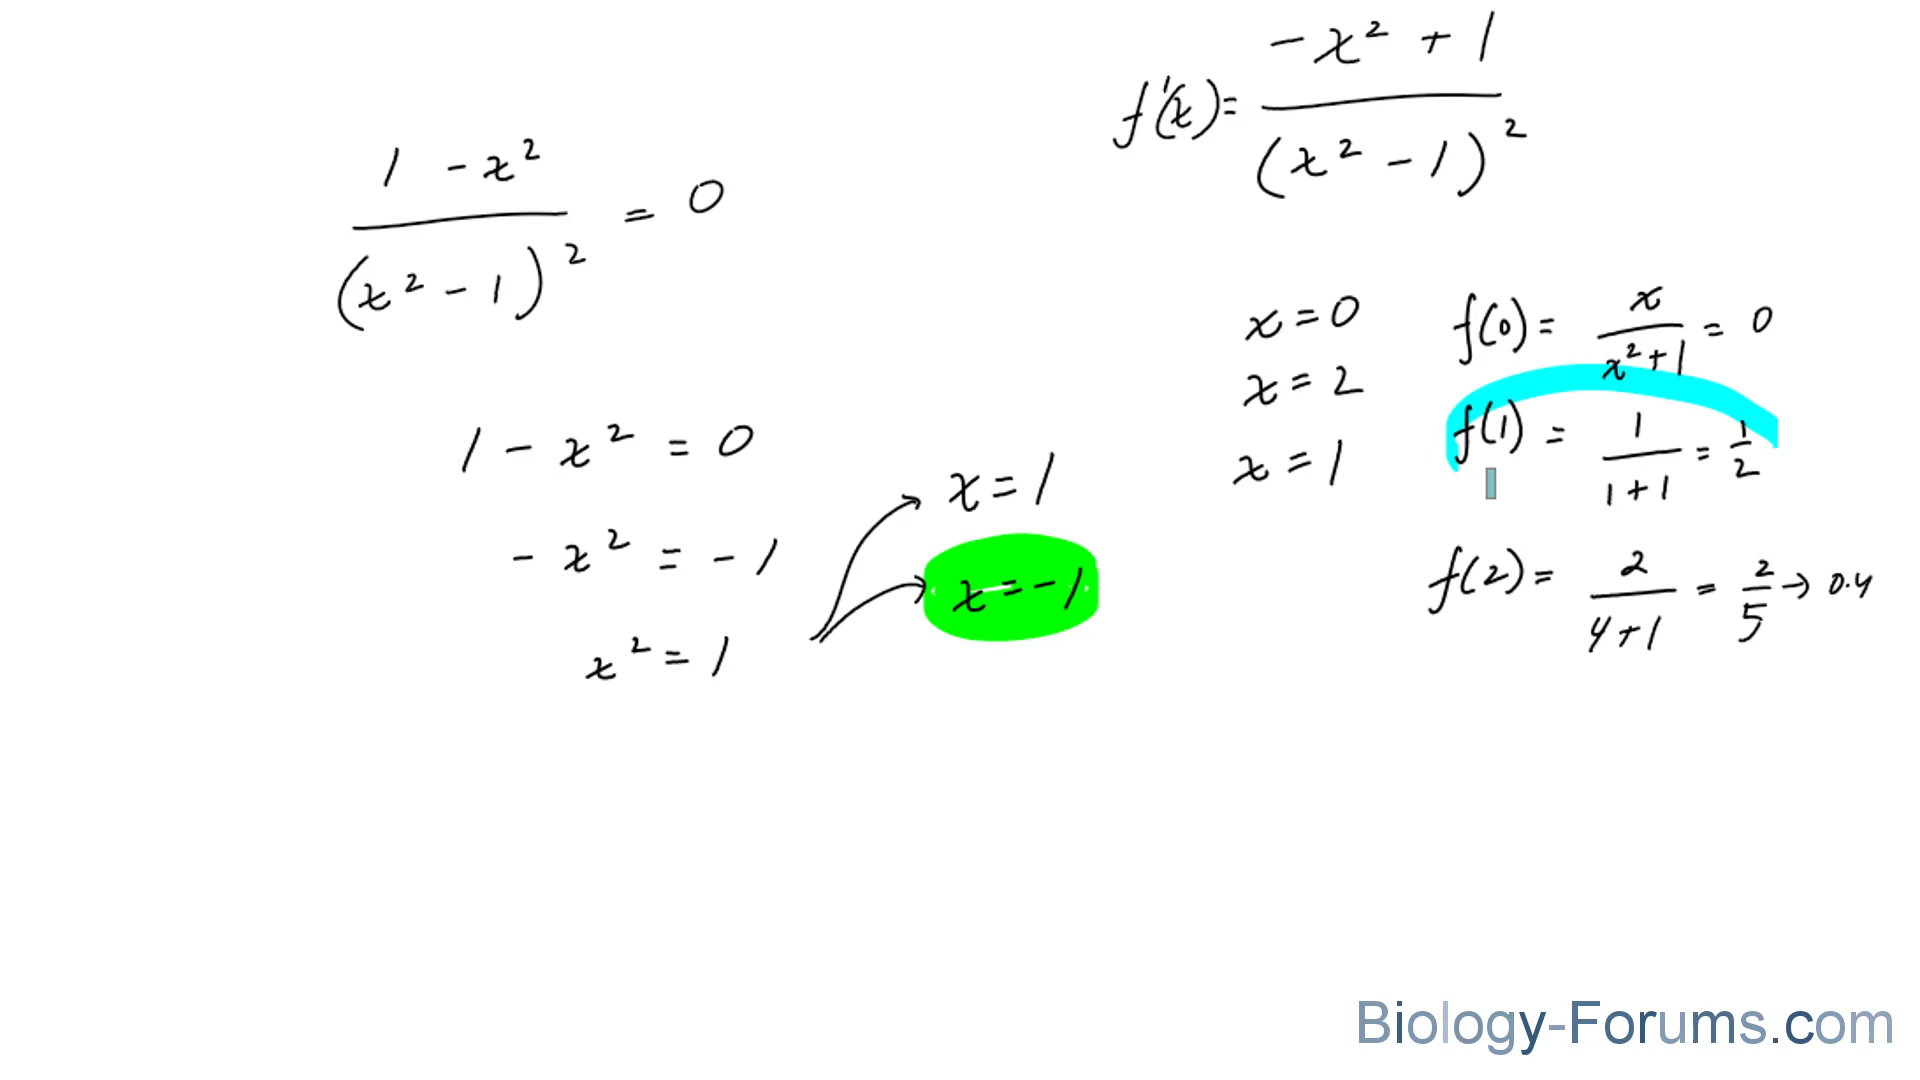 1 - x² / (x² - 1)² = 0
1 - x² = 0
- x² = - 1
x² = 1
x = 1
x = -1
f'(x) = - x² + 1 / (x² - 1)²
x = 0
x = 2
x = 1
f(0) = x / x² + 1 = 0
f(1) = 1 / 1 + 1 = 1 / 2
f(2) = 2 / 4 + 1 = 2 / 5 → 0.4
Biology-Forums.com